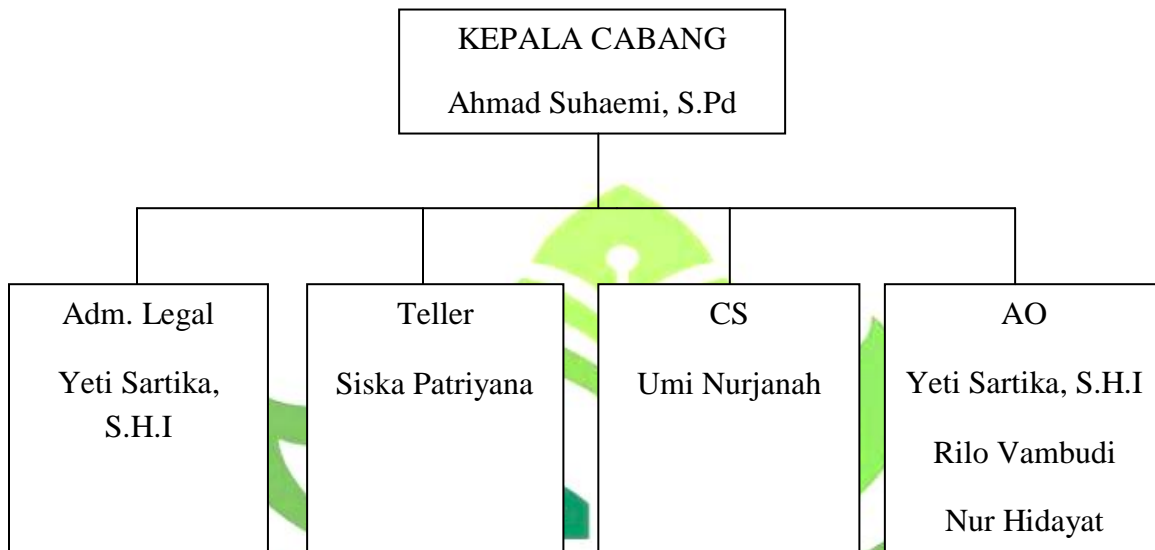 KEPALA CABANG
Ahmad Suhaemi, S.Pd
Adm. Legal
Yeti Sartika,
S.H.I
Teller
Siska Patriyana
CS
Umi Nurjanah
AO
Yeti Sartika, S.H.I
Rilo Vambudi
Nur Hidayat